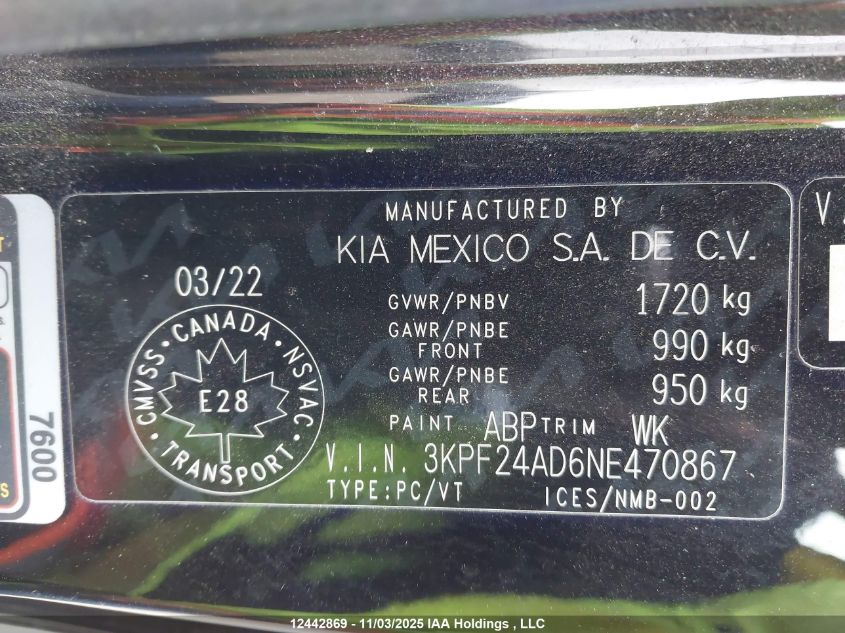 MANUFACTURED BY
KIA MEXICO S.A. DE C.V.
03/22
GVWR/PNBV 1720 kg
GAWR/PNBE
FRONT 990 kg
GAWR/PNBE
REAR 950 kg
PAINT ABP TRIM WK
V.I.N. 3KPF24AD6NE470867
TYPE:PC/VT ICES/NMB-002
CMVSS • CANADA • NSVAC • TRANSPORT •
E28
7600
V.
12442869 - 11/03/2025 IAA Holdings , LLC